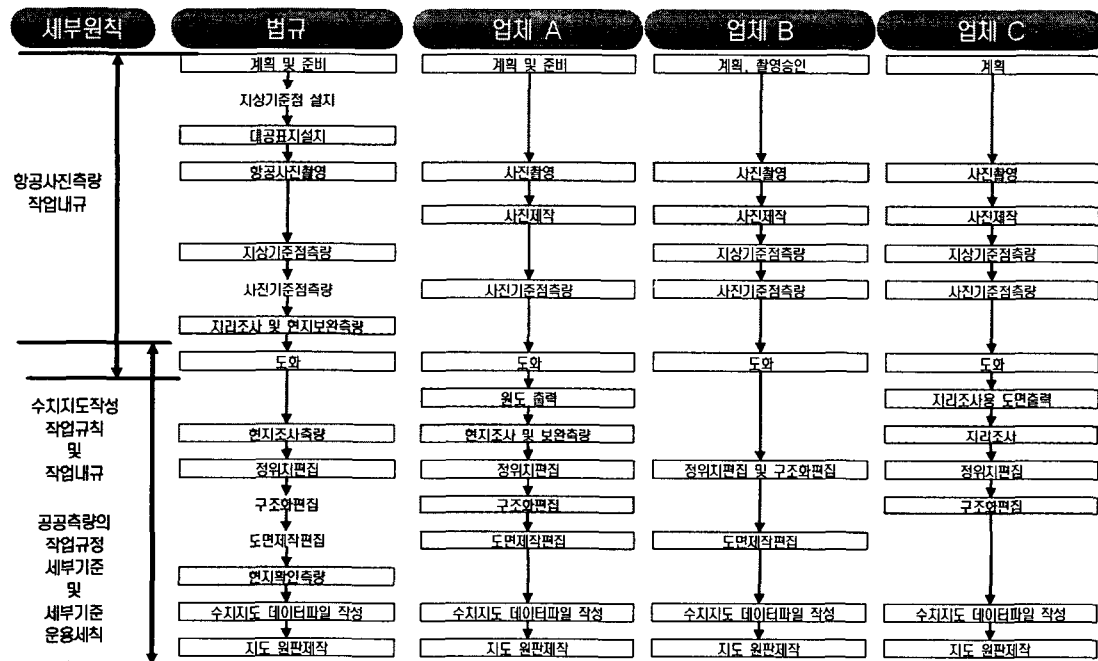 세부원칙
항공사진측량
작업내규
수치지도작성
작업규칙
및
작업내규
공공측량의
작업규정
세부기준
및
세부기준
운용세칙
법규
계획 및 준비
지상기준점 설치
대공표지설치
항공사진촬영
지상기준점측량
사진기준점측량
지리조사 및 현지보완측량
도화
현지조사측량
정위치편집
구조화편집
도면제작편집
현지확인측량
수치지도 데이터파일 작성
지도 원판제작
업체 A
계획 및 준비
사진촬영
사진제작
사진기준점측량
도화
원도 출력
현지조사 및 보완측량
정위치편집
구조화편집
도면제작편집
수치지도 데이터파일 작성
지도 원판제작
업체 B
계획, 촬영승인
사진촬영
사진제작
지상기준점측량
사진기준점측량
도화
정위치편집 및 구조화편집
도면제작편집
수치지도 데이터파일 작성
지도 원판제작
업체 C
계획
사진촬영
사진제작
지상기준점측량
사진기준점측량
도화
지리조사용 도면출력
지리조사
정위치편집
구조화편집
수치지도 데이터파일 작성
지도 원판제작